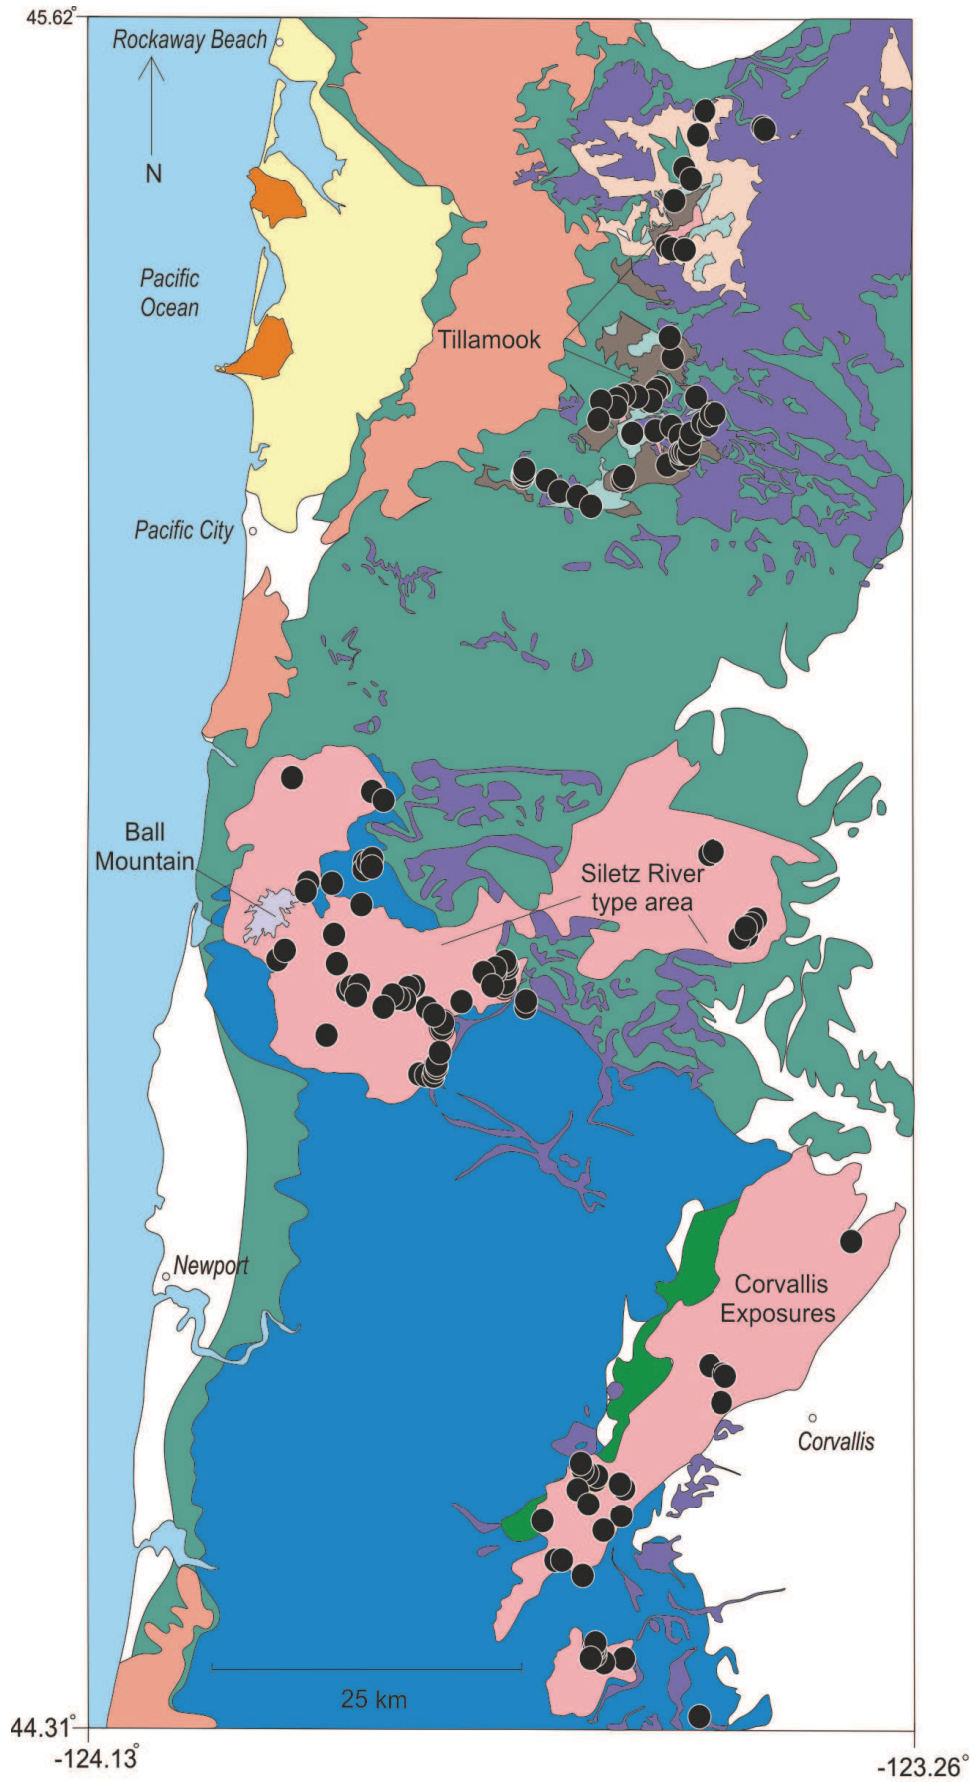 45.62°
Rockaway Beach
N
Pacific
Ocean
Tillamook
Pacific City
Ball
Mountain
Siletz River
type area
Newport
Corvallis
Exposures
Corvallis
25 km
44.31°
-124.13°
-123.26°